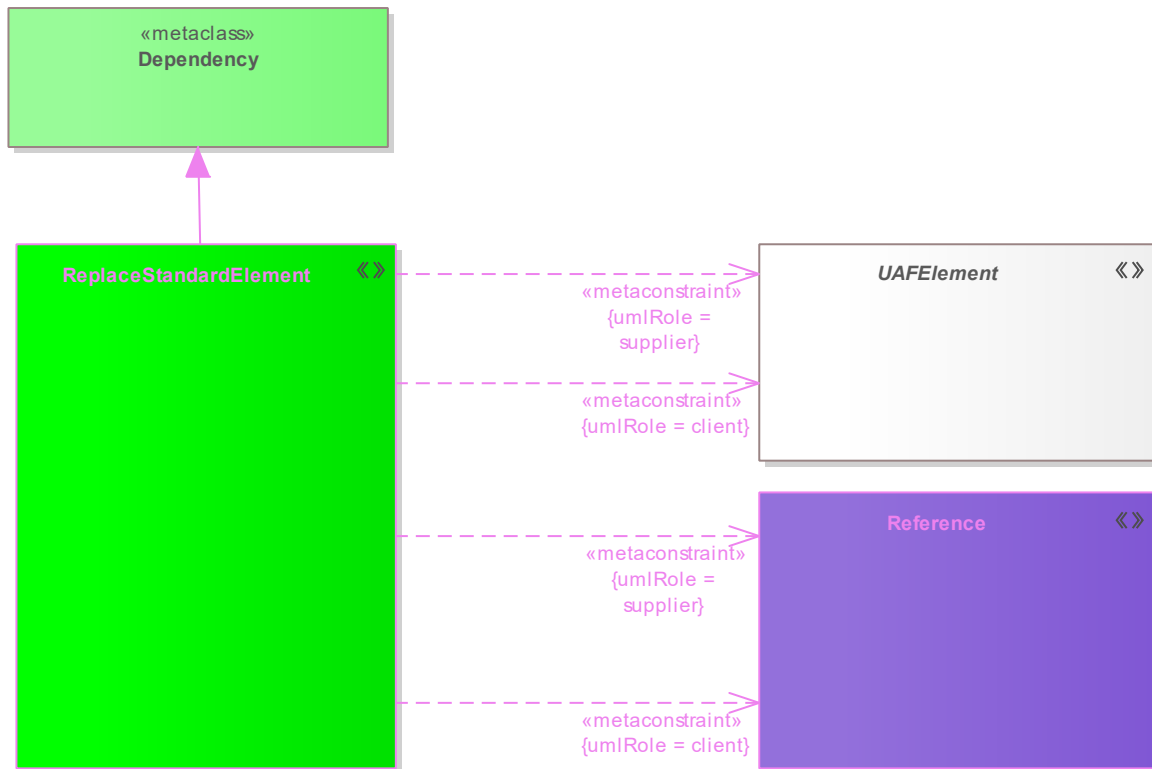 «metaclass»
Dependency
ReplaceStandardElement
«»
UAFElement
«»
«metaconstraint»
{umlRole =
supplier}
«metaconstraint»
{umlRole = client}
Reference
«»
«metaconstraint»
{umlRole =
supplier}
«metaconstraint»
{umlRole = client}